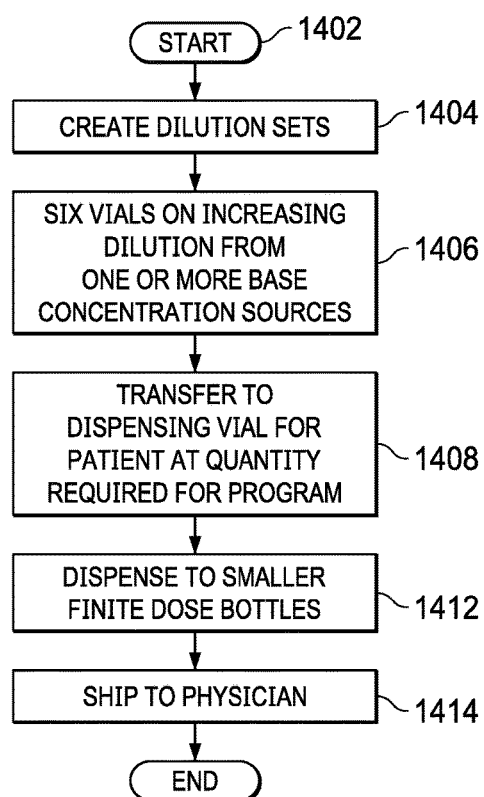 START
1402
CREATE DILUTION SETS
1404
SIX VIALS ON INCREASING
DILUTION FROM
ONE OR MORE BASE
CONCENTRATION SOURCES
1406
TRANSFER TO
DISPENSING VIAL FOR
PATIENT AT QUANTITY
REQUIRED FOR PROGRAM
1408
DISPENSE TO SMALLER
FINITE DOSE BOTTLES
1412
SHIP TO PHYSICIAN
1414
END